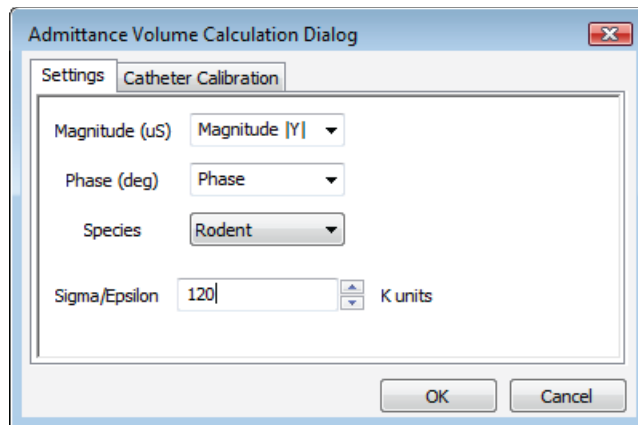 Admittance Volume Calculation Dialog
Settings Catheter Calibration
Magnitude (uS) Magnitude |Y|
Phase (deg) Phase
Species Rodent
Sigma/Epsilon 120 K units
OK Cancel